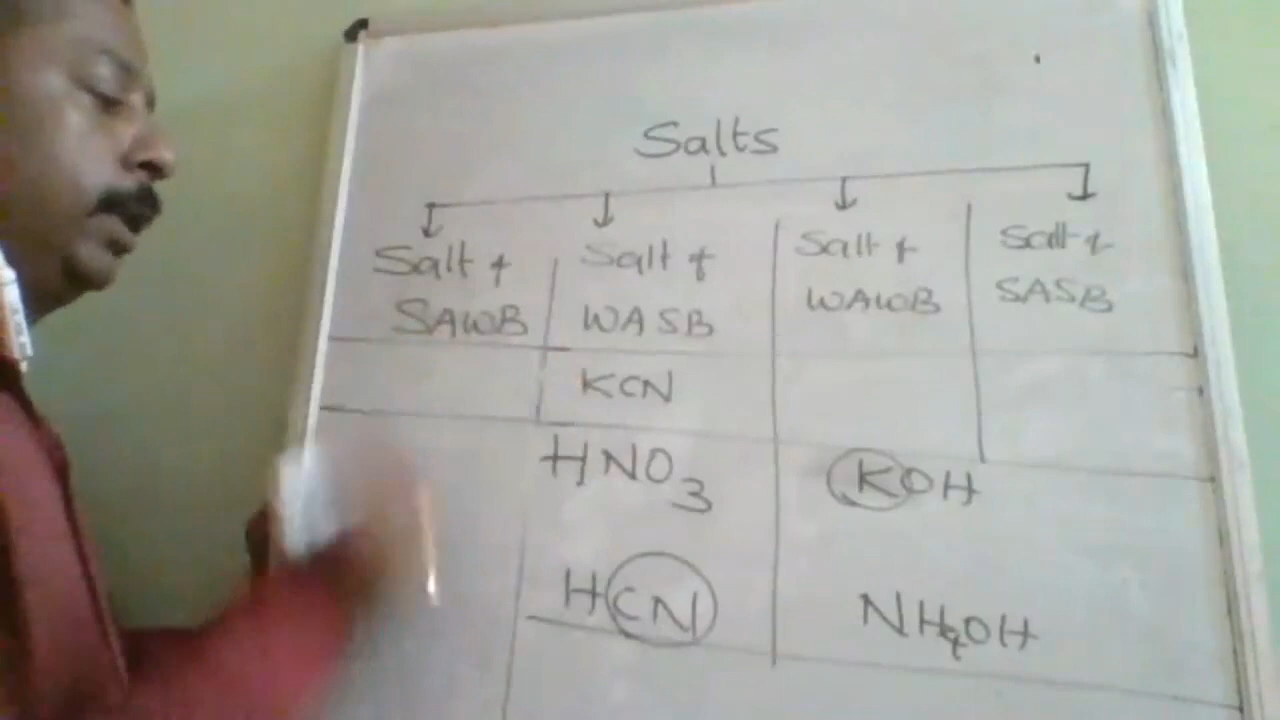 Salts
Salt + Salt + Salt + Salt +
SAWB WASB WAWB SASB
KCN
HNO3 KOH
HCN NH4OH